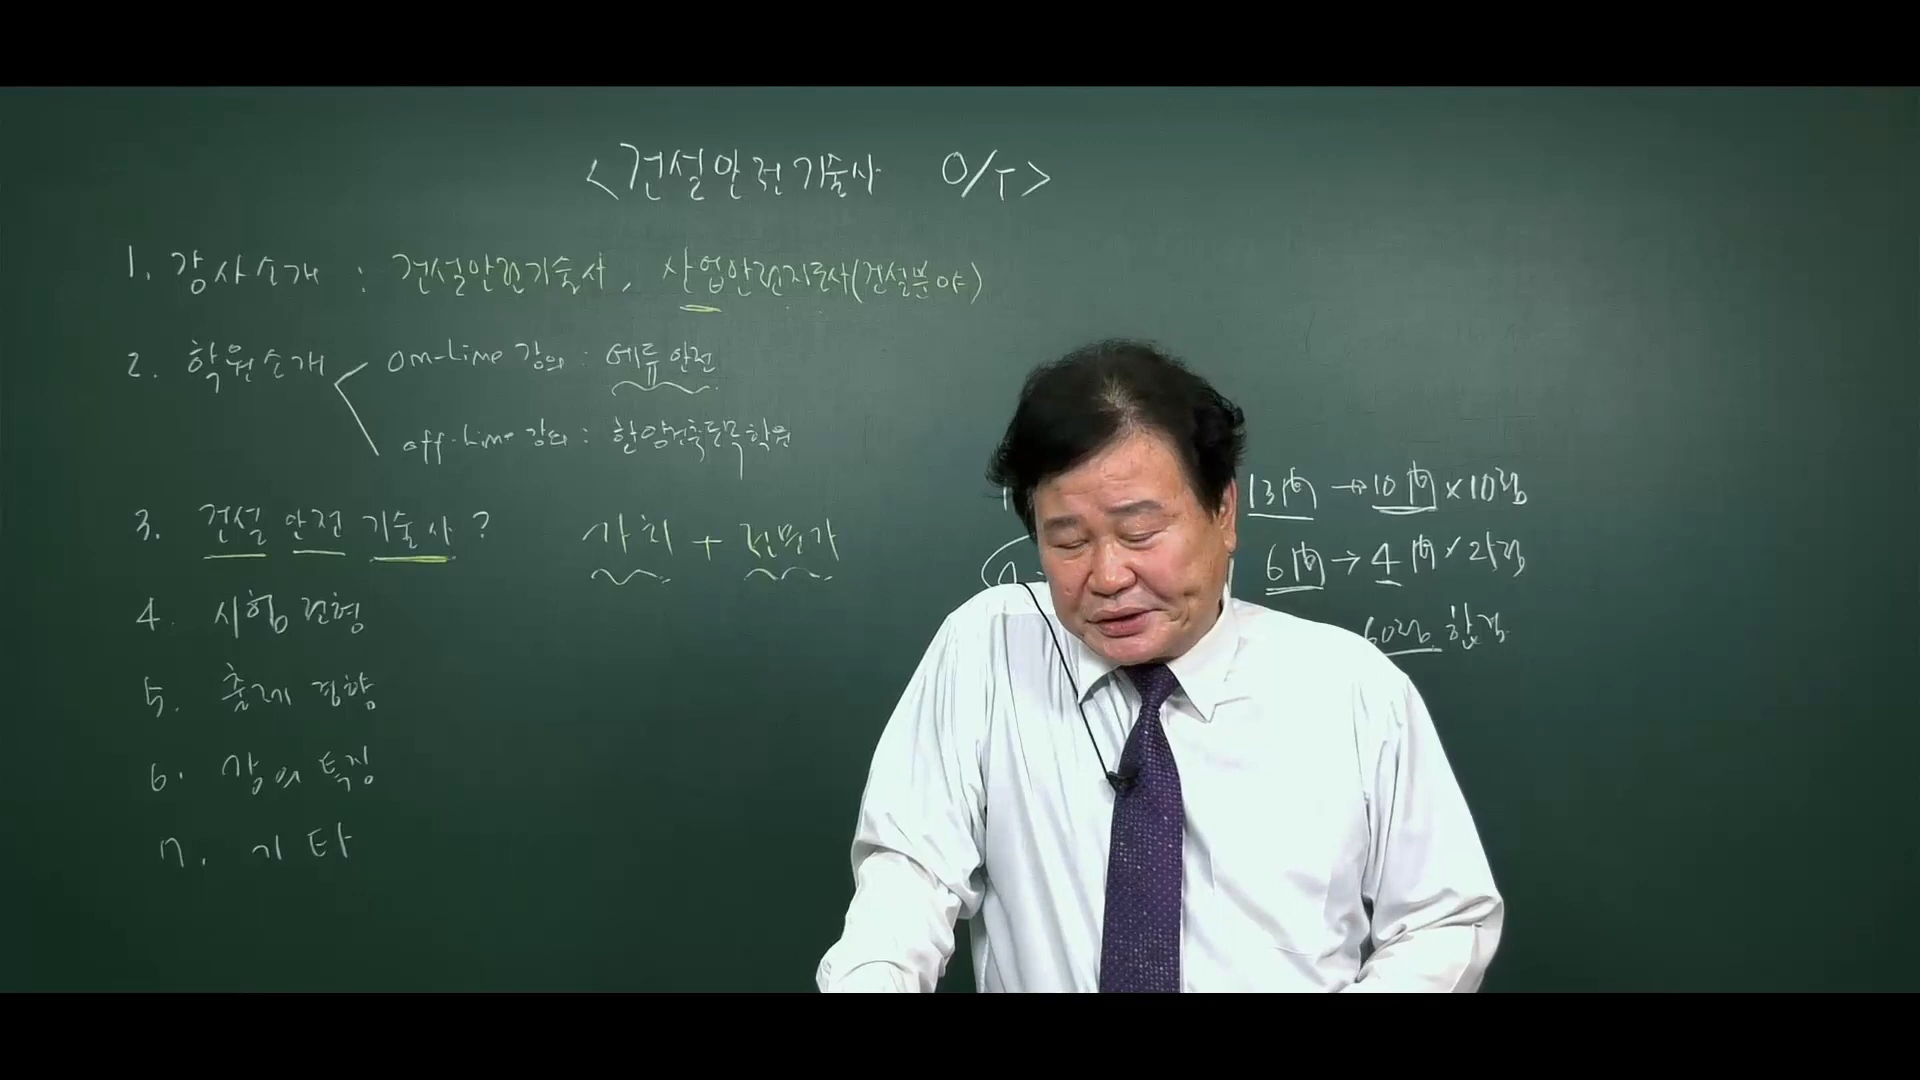 <건설안전기술사 O/T>
1. 강사소개 : 건설안전기술사, 산업안전지도사(건설분야)
2. 학원소개
on-Line 강의 : 에듀안전
off-Line 강의 : 한양건축토목학원
3. 건설 안전 기술사 ? 가치 + 전문가
4. 시험전형
5. 출제 경향
6. 강의 특징
7. 기타
13問 → 10問 × 10점
6問 → 4問 × 25점
60점 합격